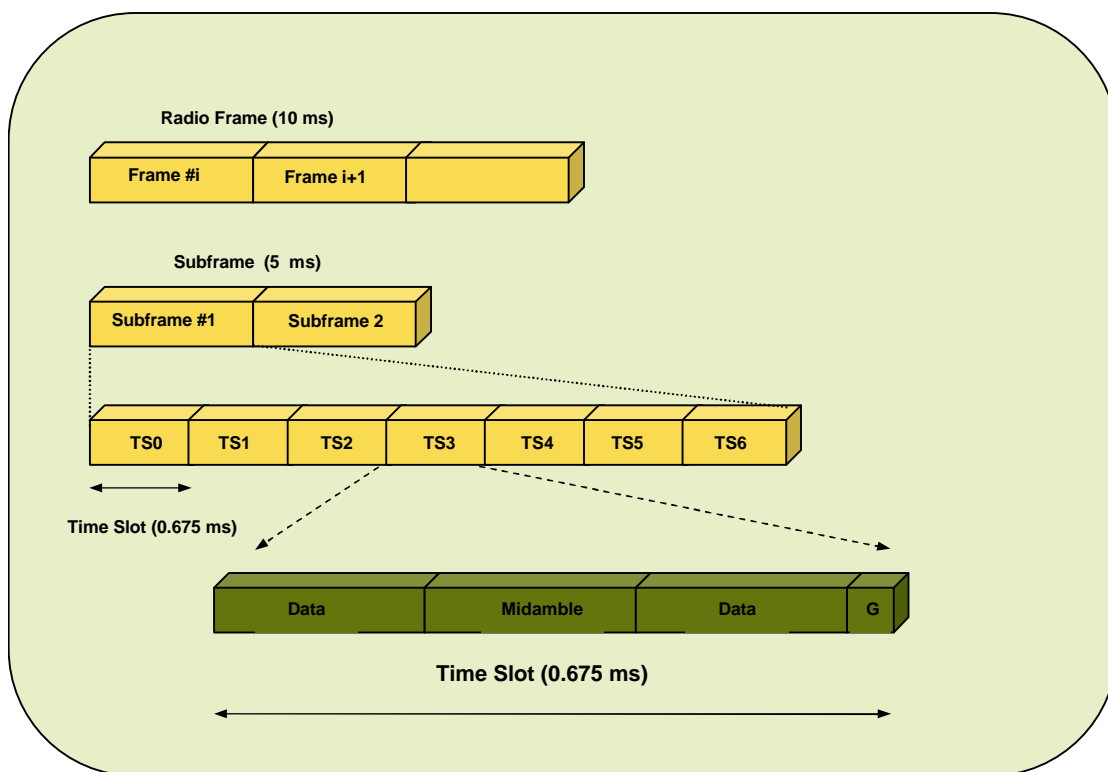 Radio Frame (10 ms)
Frame #i Frame i+1
Subframe (5 ms)
Subframe #1 Subframe 2
TS0 TS1 TS2 TS3 TS4 TS5 TS6
Time Slot (0.675 ms)
Data Midamble Data G
Time Slot (0.675 ms)